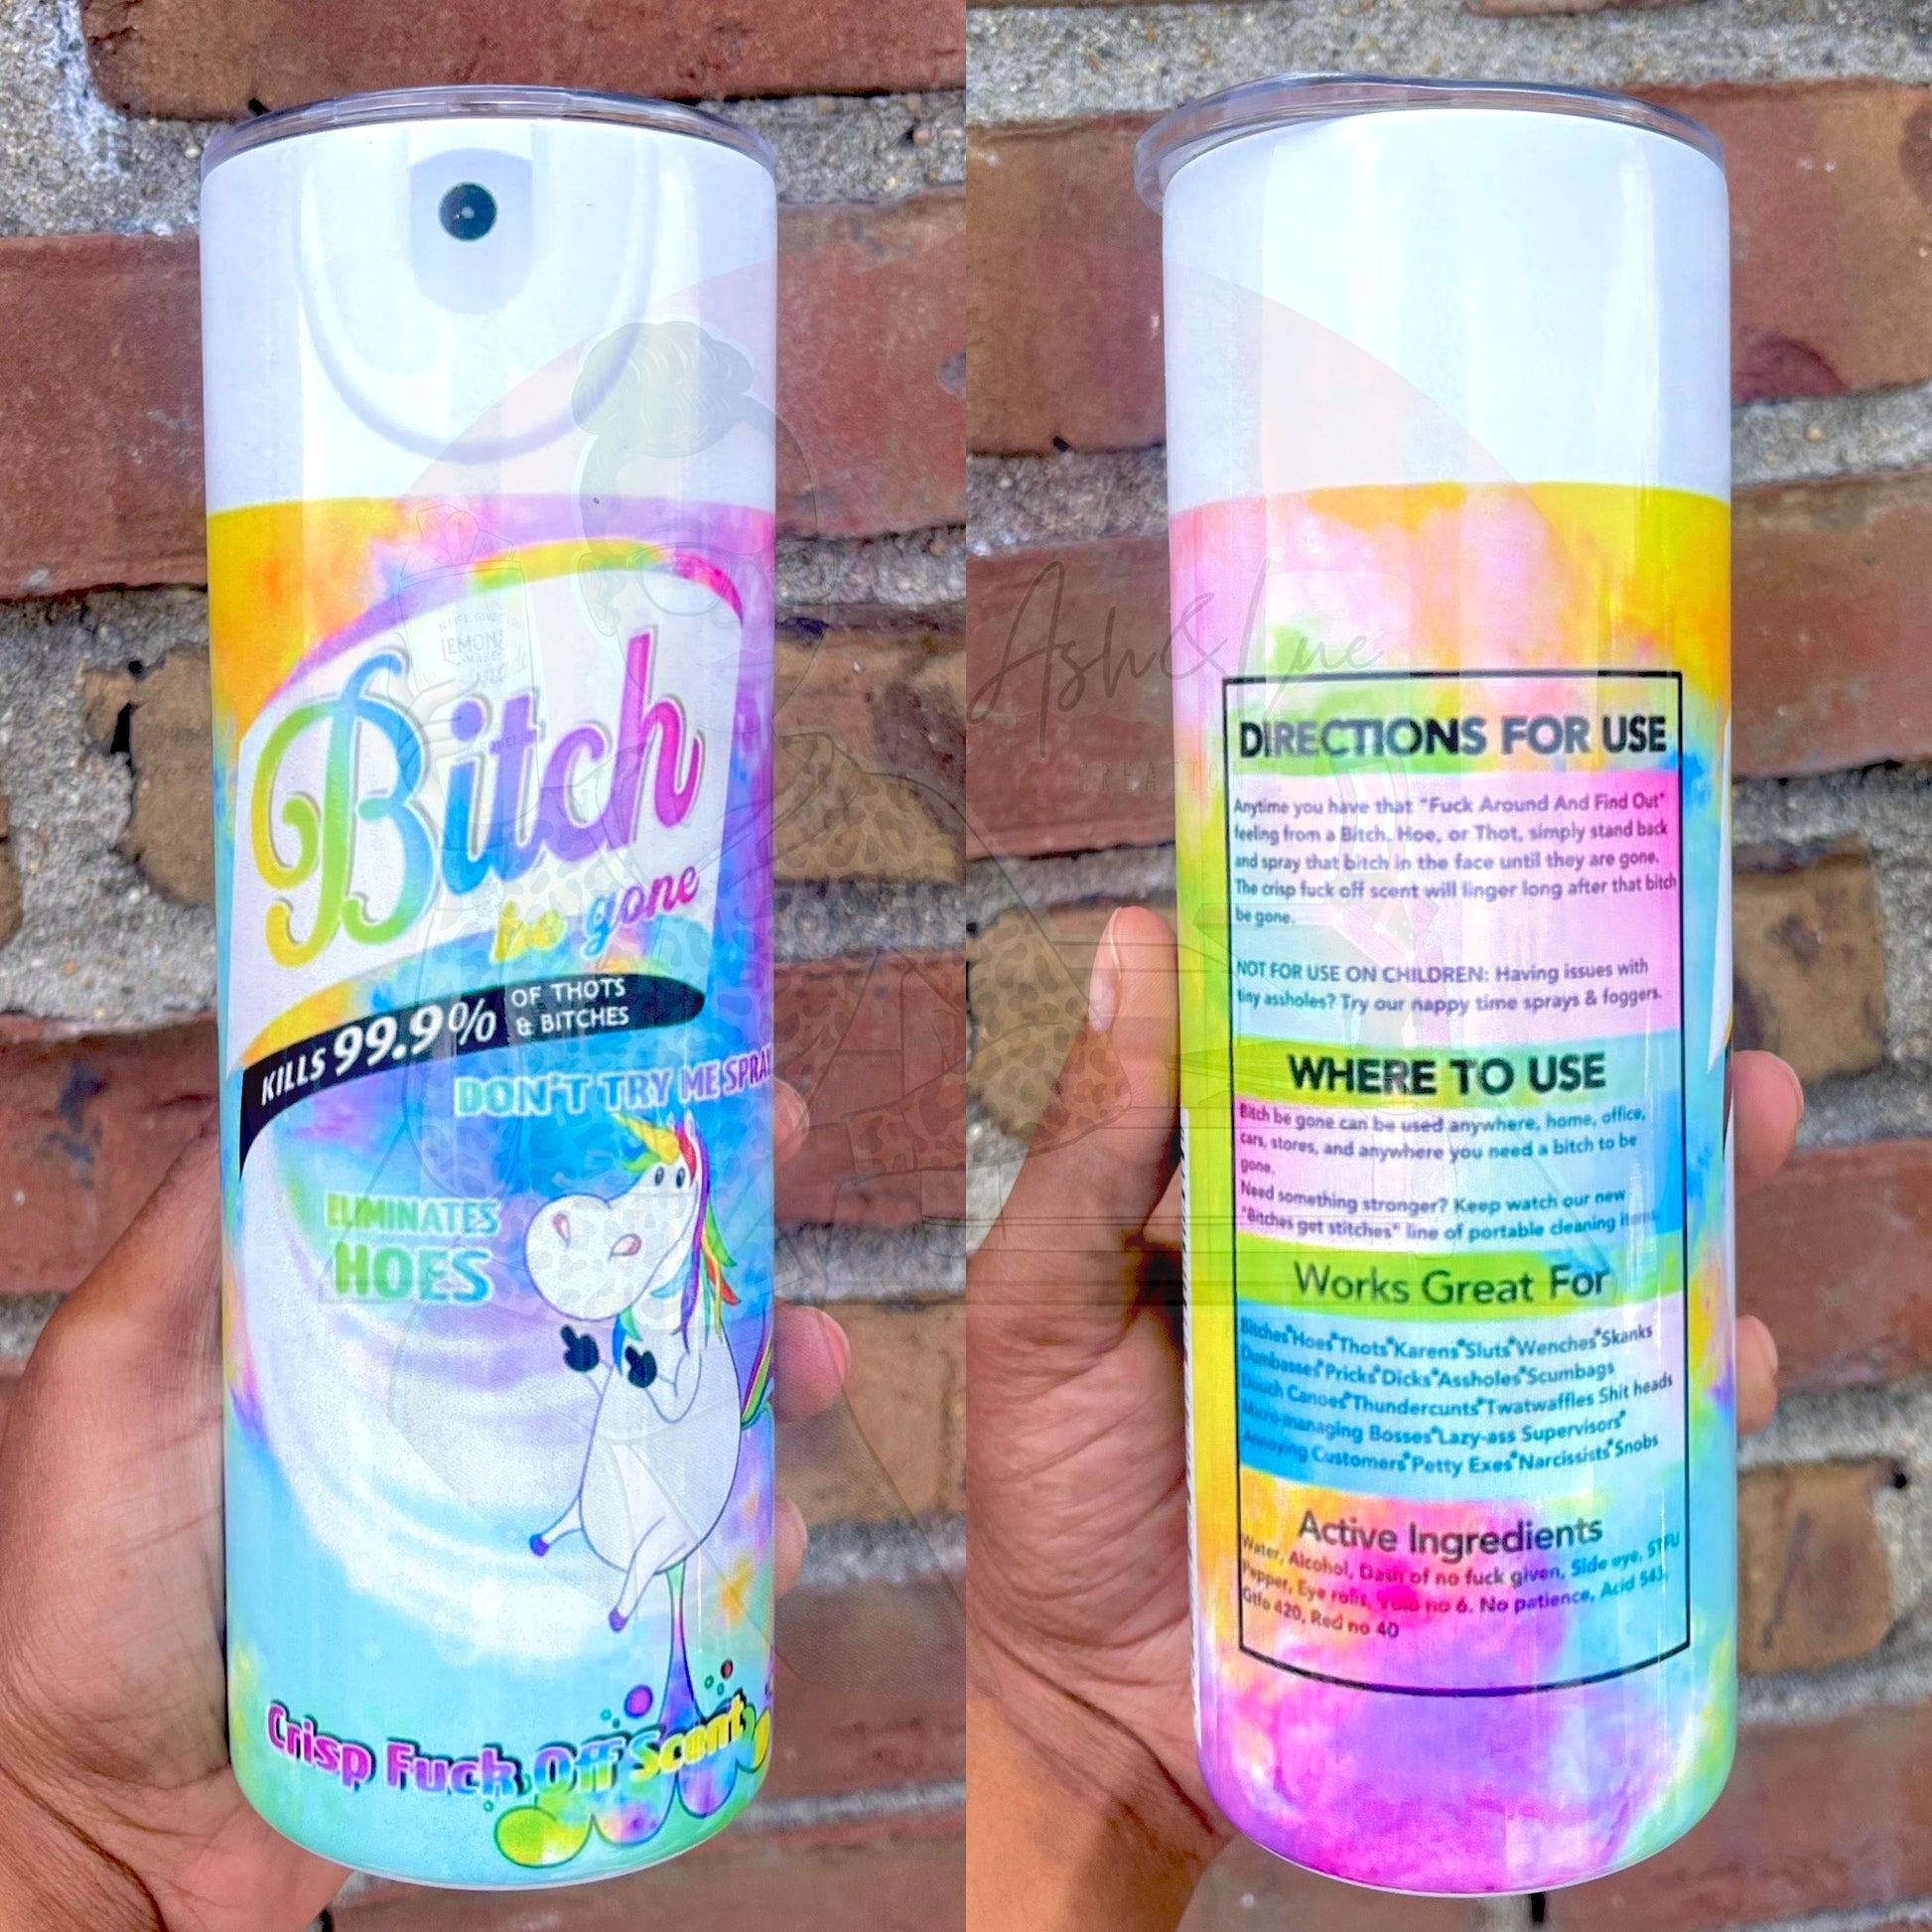 Bitch
be gone
KILLS 99.9% OF THOTS
& BITCHES
DON'T TRY ME SPRAY
ELIMINATES
HOES
Crisp Fuck Off Scent
LEMONS
Ash & Lue
CREATION
DIRECTIONS FOR USE
Anytime you have that "Fuck Around And Find Out"
feeling from a Bitch, Hoe, or Thot, simply stand back
and spray that bitch in the face until they are gone.
The crisp fuck off scent will linger long after that bitch
be gone.
NOT FOR USE ON CHILDREN: Having issues with
tiny assholes? Try our nappy time sprays & foggers.
WHERE TO USE
Bitch be gone can be used anywhere, home, office,
cars, stores, and anywhere you need a bitch to be
gone.
Need something stronger? Keep watch our new
"Bitches get stitches" line of portable cleaning items.
Works Great For
Bitches*Hoes*Thots*Karens*Sluts*Wenches*Skanks
Dumbasses*Pricks*Dicks*Assholes*Scumbags
Douch Canoes*Thundercunts*Twatwaffles Shit heads
Micro-managing Bosses*Lazy-ass Supervisors*
Annoying Customers*Petty Exes*Narcissists*Snobs
Active Ingredients
Water, Alcohol, Dash of no fuck given, Side eye, STFU
Pepper, Eye rolls, no 6, No patience, Acid 543,
Gtfo 420, Red no 40